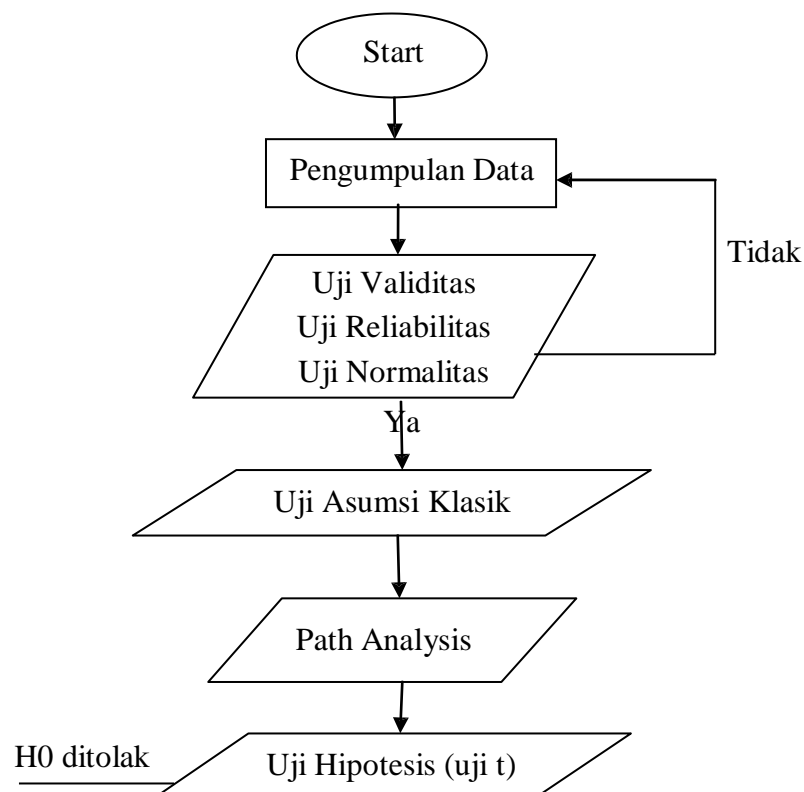 Start
Pengumpulan Data
Tidak
Uji Validitas
Uji Reliabilitas
Uji Normalitas
Ya
Uji Asumsi Klasik
Path Analysis
H0 ditolak
Uji Hipotesis (uji t)